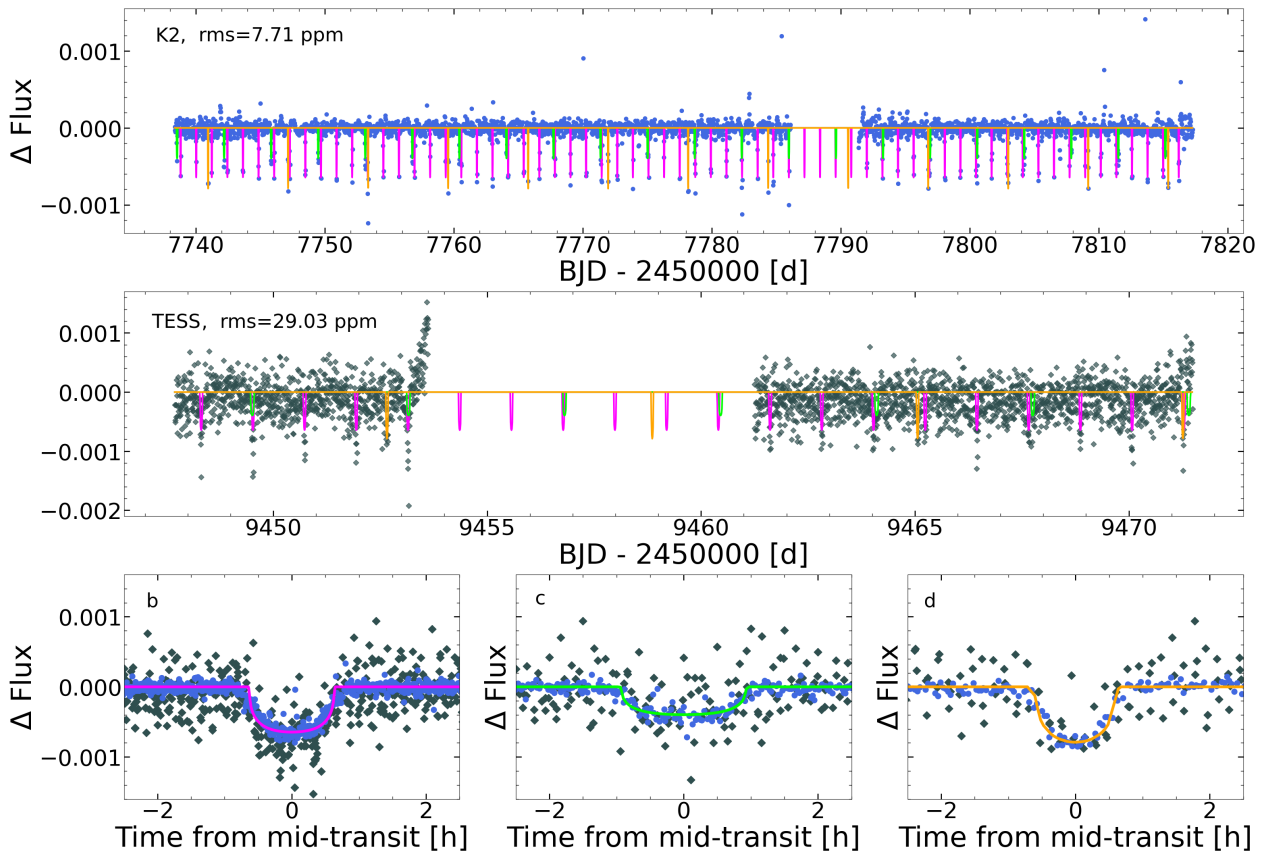 K2,  rms=7.71 ppm
Δ Flux
0.001
0.000
−0.001
7740 7750 7760 7770 7780 7790 7800 7810 7820
BJD - 2450000 [d]
TESS,  rms=29.03 ppm
Δ Flux
0.001
0.000
−0.001
−0.002
9450 9455 9460 9465 9470
BJD - 2450000 [d]
b
Δ Flux
0.001
0.000
−0.001
−2 0 2
Time from mid-transit [h]
c
Δ Flux
−2 0 2
Time from mid-transit [h]
d
Δ Flux
−2 0 2
Time from mid-transit [h]